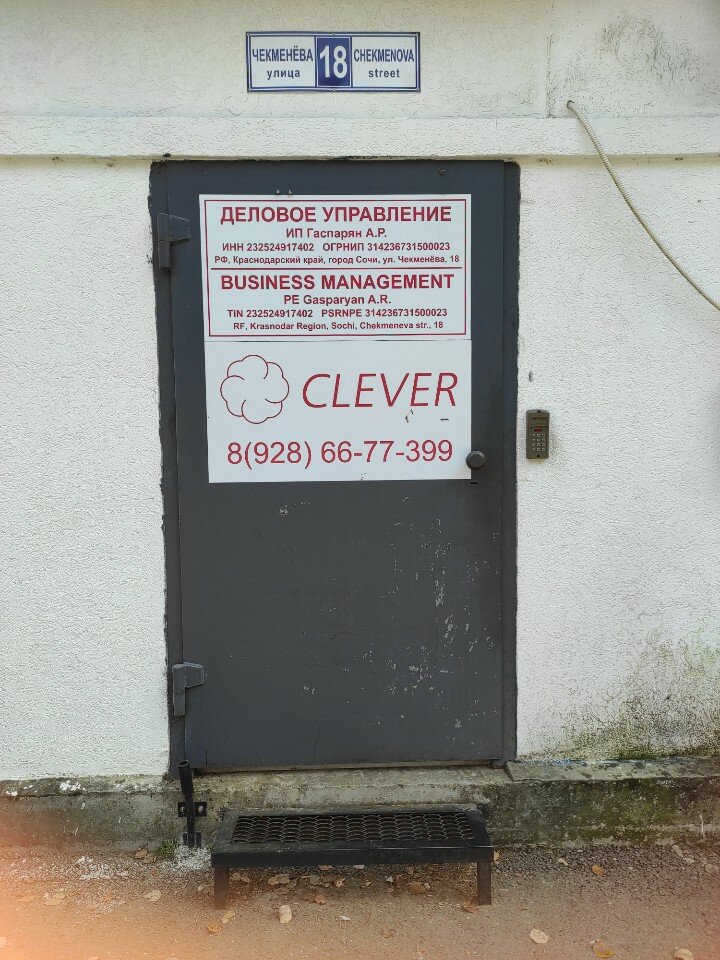 ЧЕКМЕНЁВА
улица
18
CHEKMENOVA
street
ДЕЛОВОЕ УПРАВЛЕНИЕ
ИП Гаспарян А.Р.
ИНН 232524917402 ОГРНИП 314236731500023
РФ, Краснодарский край, город Сочи, ул. Чекменёва, 18
BUSINESS MANAGEMENT
PE Gasparyan A.R.
TIN 232524917402 PSRNPE 314236731500023
RF, Krasnodar Region, Sochi, Chekmeneva str., 18
CLEVER
8(928) 66-77-399